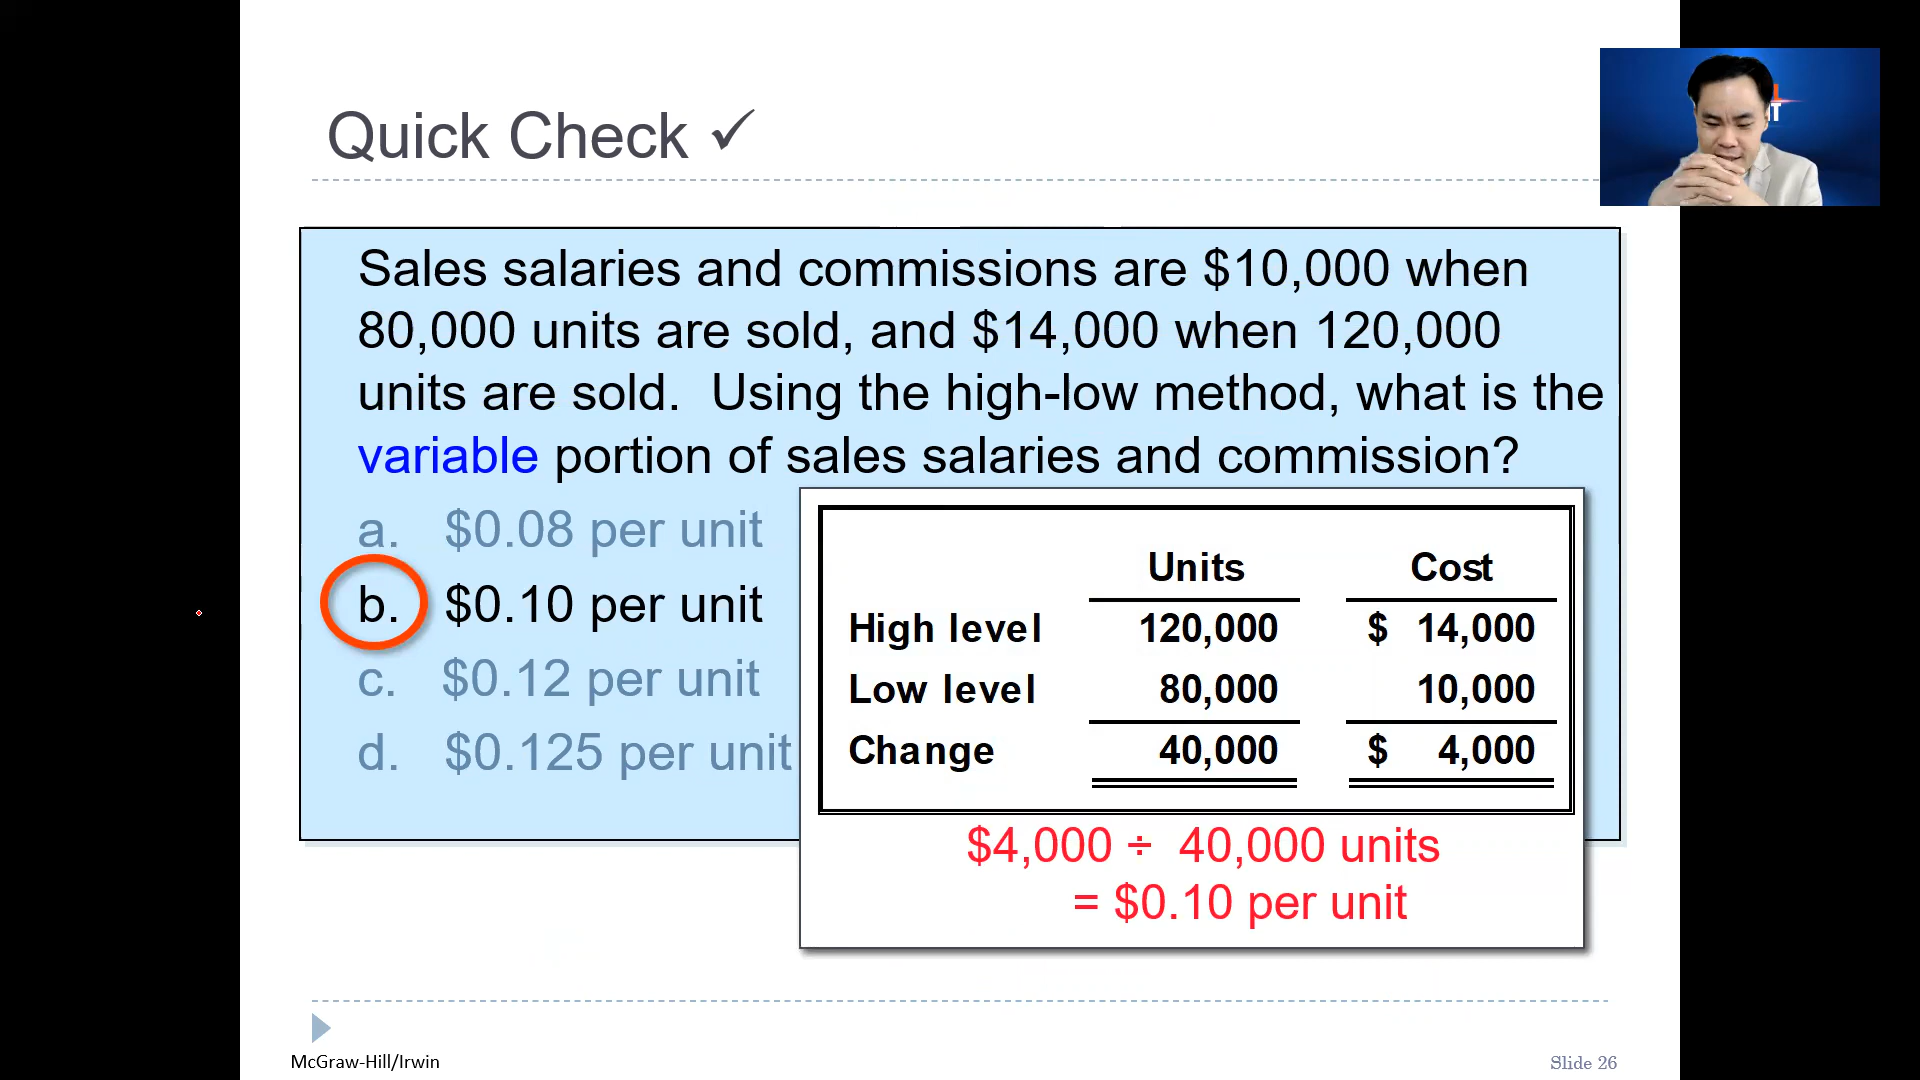 Quick Check ✓
Sales salaries and commissions are $10,000 when
80,000 units are sold, and $14,000 when 120,000
units are sold.  Using the high-low method, what is the
variable portion of sales salaries and commission?
a. $0.08 per unit
b. $0.10 per unit
c. $0.12 per unit
d. $0.125 per unit
Units Cost
High level 120,000 $ 14,000
Low level 80,000 10,000
Change 40,000 $ 4,000
$4,000 ÷ 40,000 units
= $0.10 per unit
McGraw-Hill/Irwin
Slide 26